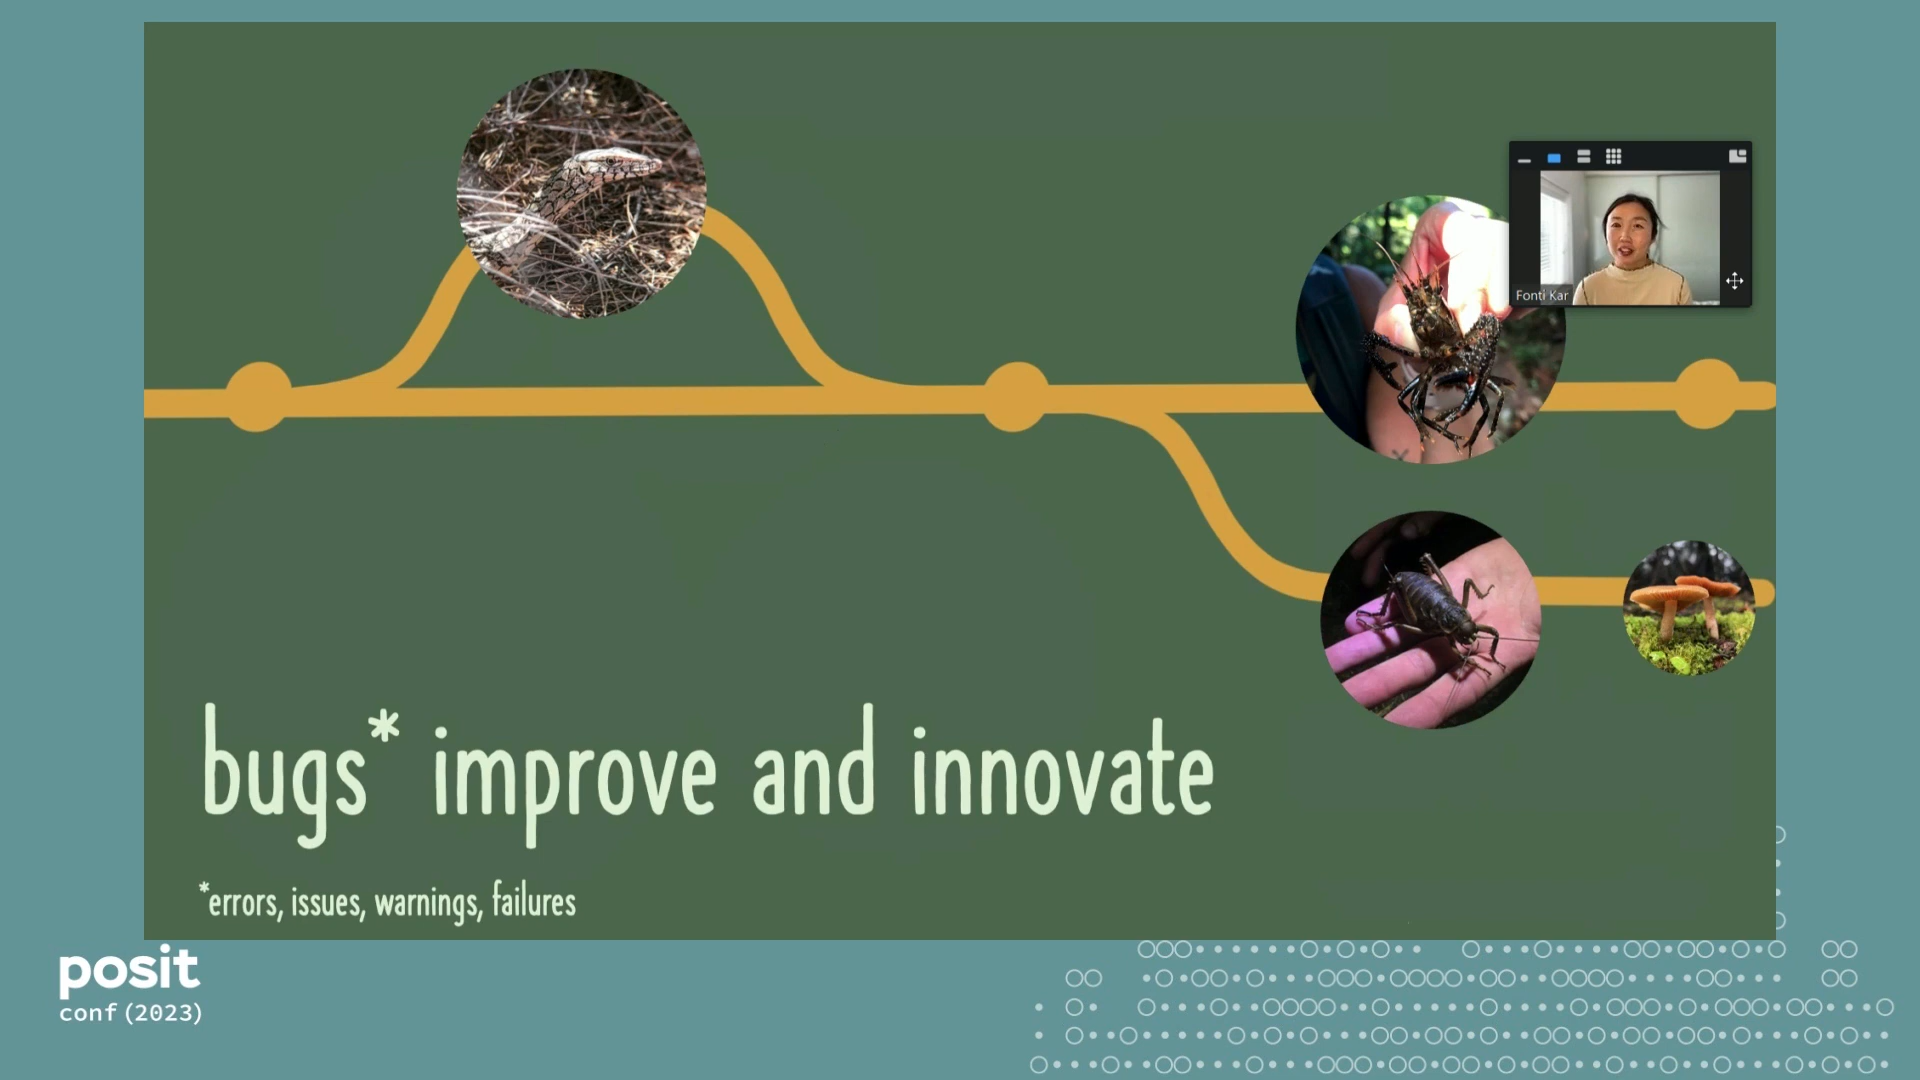 Fonti Kar
bugs* improve and innovate
*errors, issues, warnings, failures
posit
conf(2023)